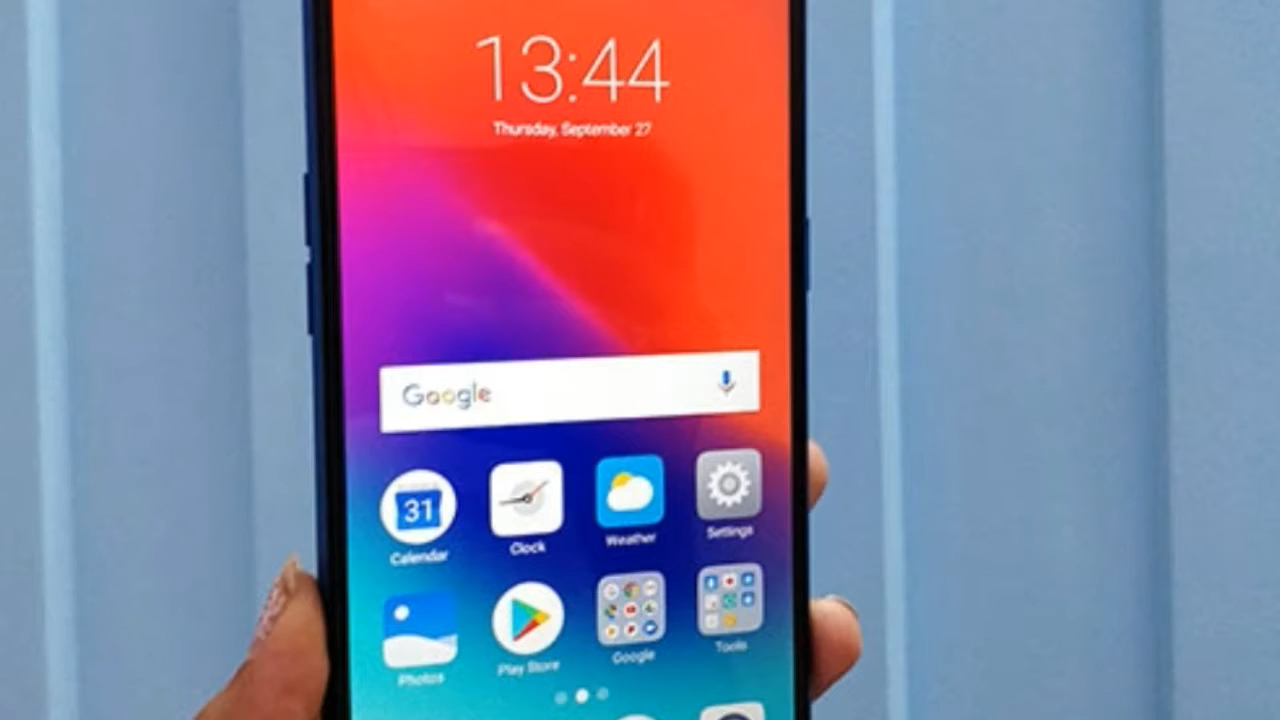 13:44
Thursday, September 27
Google
31
Calendar
Clock
Weather
Settings
Photos
Play Store
Google
Tools